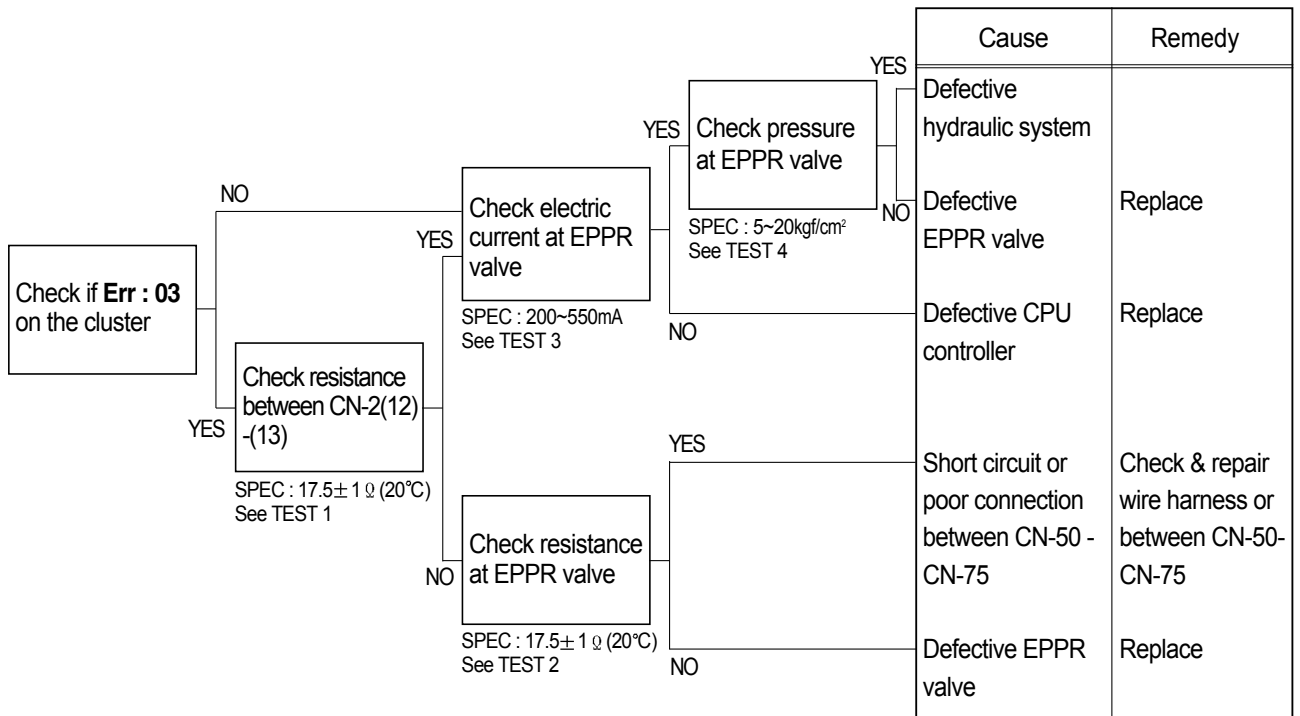 Cause
Remedy
YES
Defective
hydraulic system
YES
Check pressure
at EPPR valve
NO
Check electric
current at EPPR
valve
SPEC : 5~20kgf/cm²
See TEST 4
NO
Defective
EPPR valve
Replace
YES
Check if Err : 03
on the cluster
SPEC : 200~550mA
See TEST 3
NO
Defective CPU
controller
Replace
Check resistance
between CN-2(12)
-(13)
YES
SPEC : 17.5±1 Ω (20°C)
See TEST 1
YES
Short circuit or
poor connection
between CN-50 -
CN-75
Check & repair
wire harness or
between CN-50-
CN-75
Check resistance
at EPPR valve
NO
SPEC : 17.5±1 Ω (20°C)
See TEST 2
NO
Defective EPPR
valve
Replace